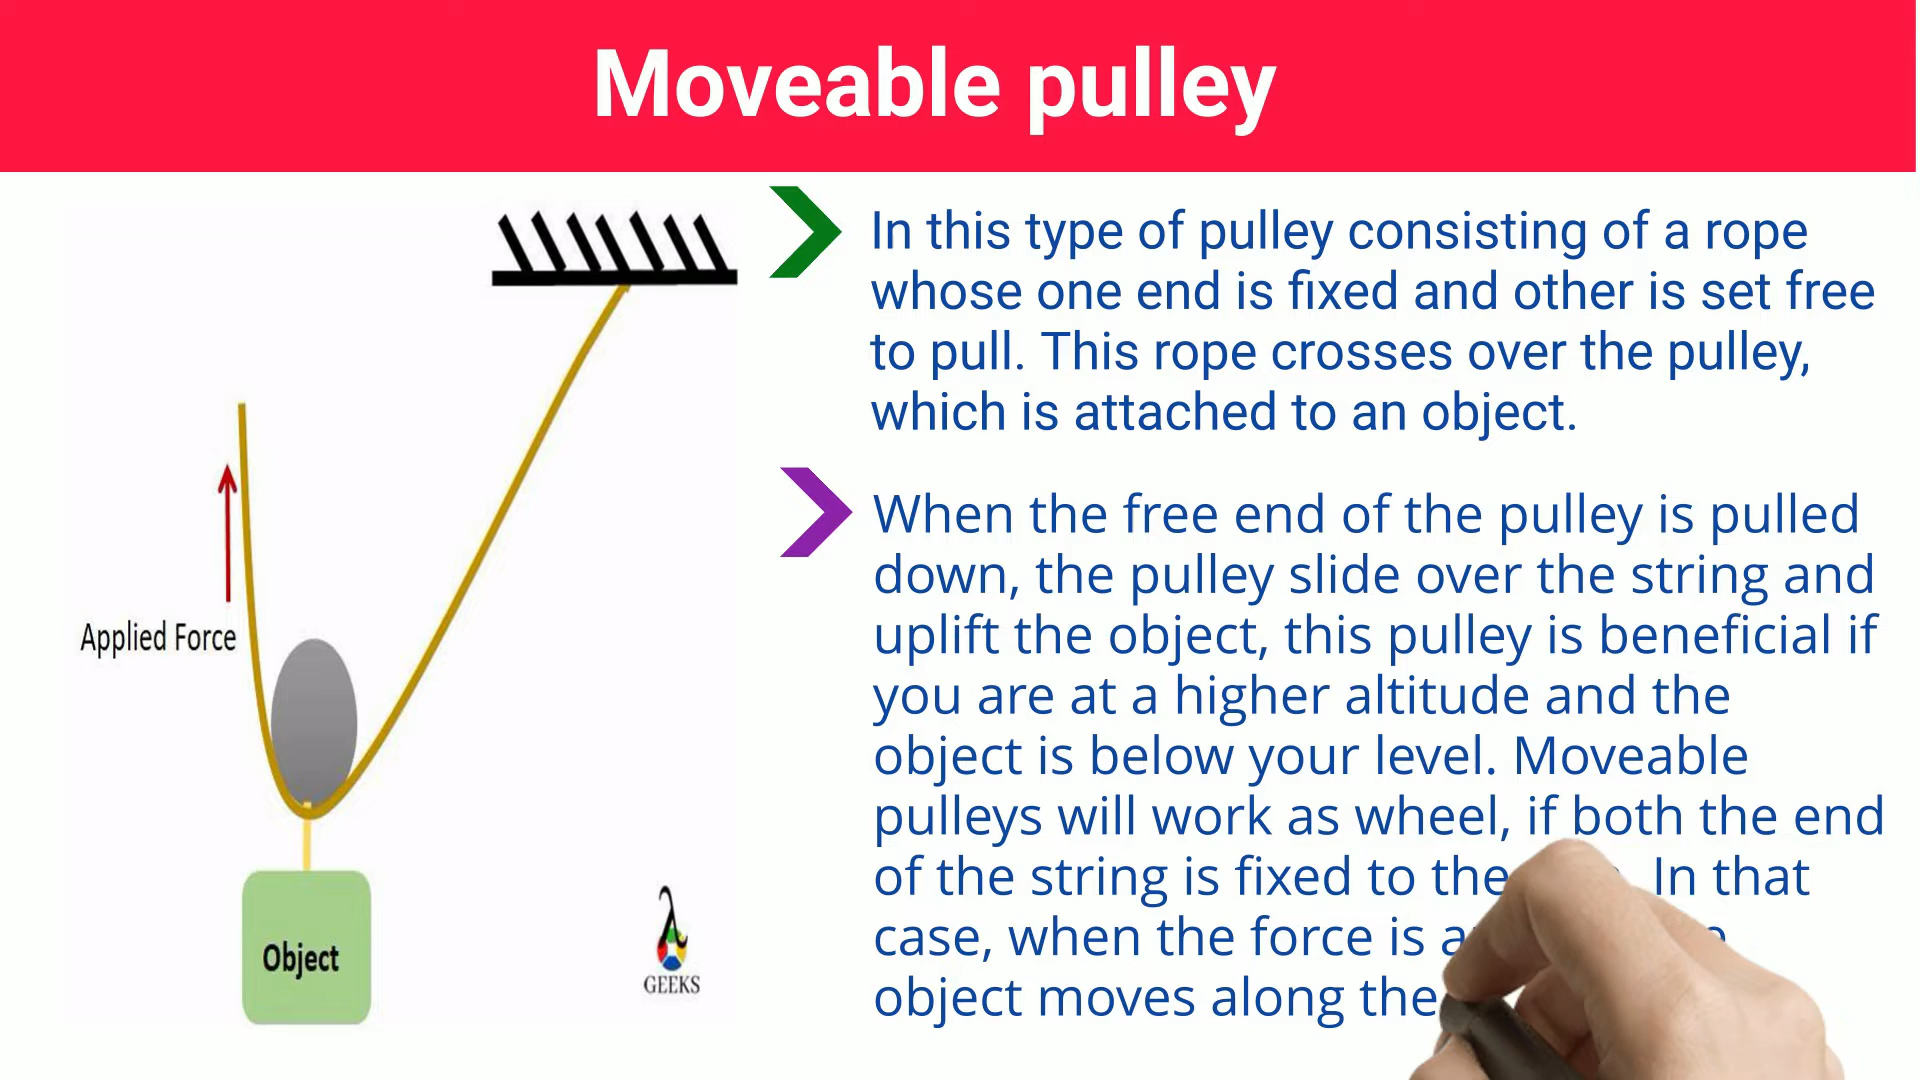 Moveable pulley
In this type of pulley consisting of a rope
whose one end is fixed and other is set free
to pull. This rope crosses over the pulley,
which is attached to an object.
When the free end of the pulley is pulled
down, the pulley slide over the string and
uplift the object, this pulley is beneficial if
you are at a higher altitude and the
object is below your level. Moveable
pulleys will work as wheel, if both the end
of the string is fixed to the In that
case, when the force is
object moves along the
Applied Force
Object
GEEKS